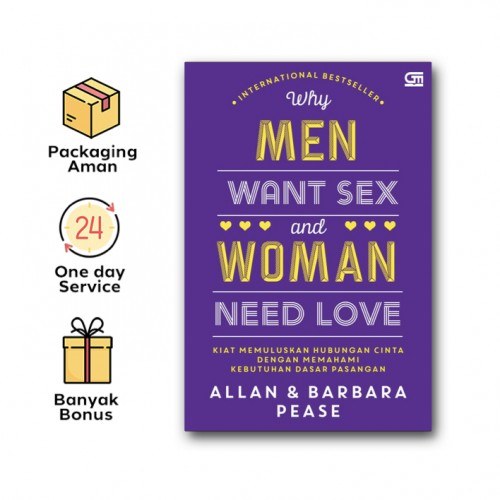 Packaging
Aman
24
One day
Service
Banyak
Bonus
GM
• INTERNATIONAL BESTSELLER •
Why
MEN
WANT SEX
and
WOMAN
NEED LOVE
KIAT MEMULUSKAN HUBUNGAN CINTA
DENGAN MEMAHAMI
KEBUTUHAN DASAR PASANGAN
ALLAN & BARBARA
PEASE